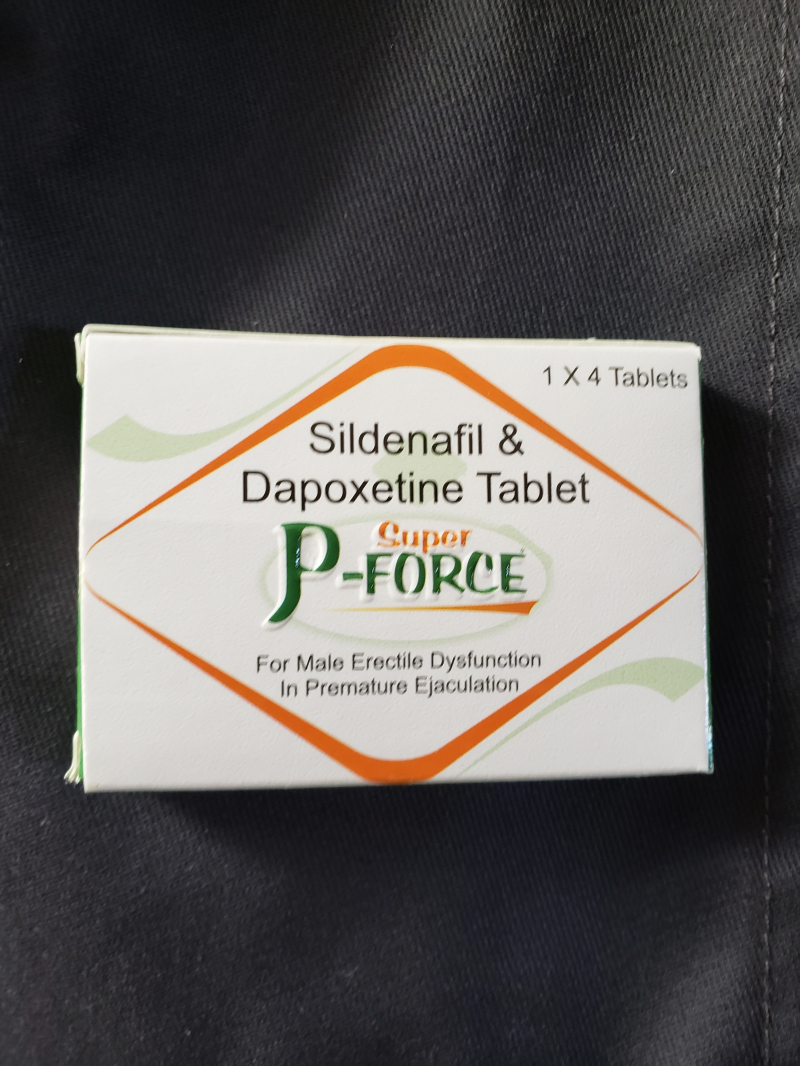 1 X 4 Tablets
Sildenafil &
Dapoxetine Tablet
Super
P-FORCE
For Male Erectile Dysfunction
In Premature Ejaculation